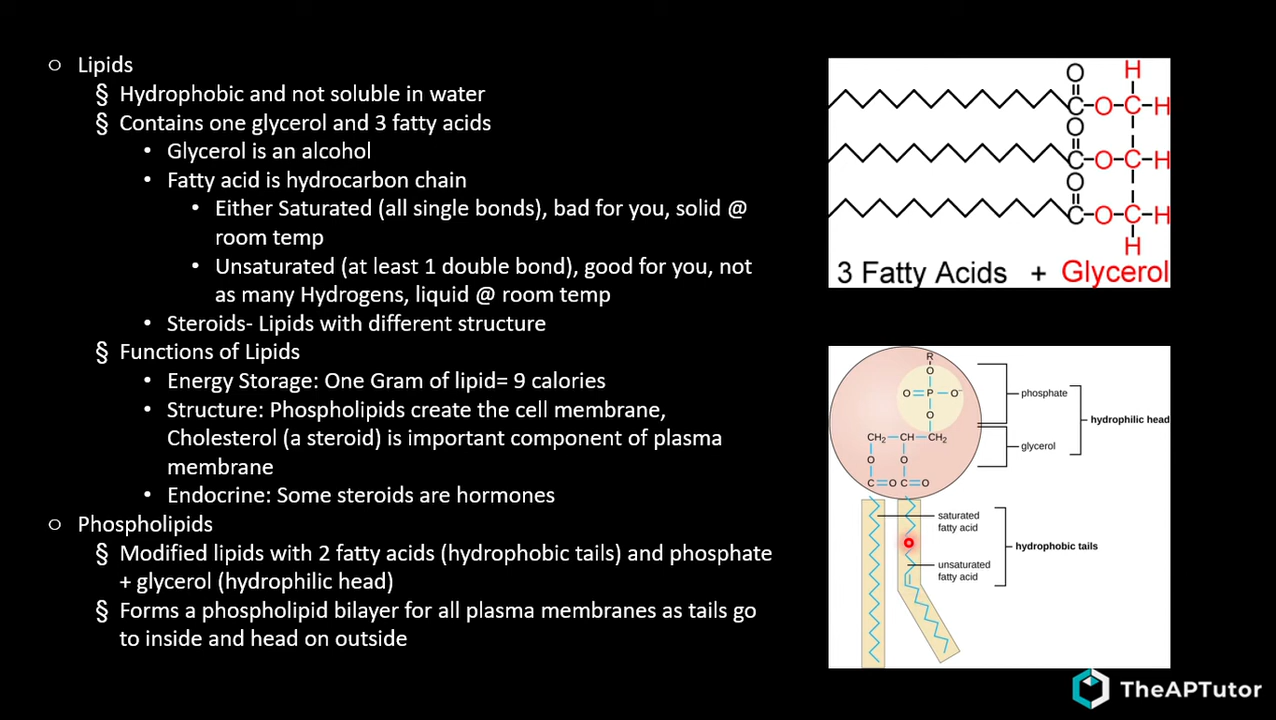 ○ Lipids
§ Hydrophobic and not soluble in water
§ Contains one glycerol and 3 fatty acids
• Glycerol is an alcohol
• Fatty acid is hydrocarbon chain
• Either Saturated (all single bonds), bad for you, solid @
room temp
• Unsaturated (at least 1 double bond), good for you, not
as many Hydrogens, liquid @ room temp
• Steroids- Lipids with different structure
§ Functions of Lipids
• Energy Storage: One Gram of lipid= 9 calories
• Structure: Phospholipids create the cell membrane,
Cholesterol (a steroid) is important component of plasma
membrane
• Endocrine: Some steroids are hormones
○ Phospholipids
§ Modified lipids with 2 fatty acids (hydrophobic tails) and phosphate
+ glycerol (hydrophilic head)
§ Forms a phospholipid bilayer for all plasma membranes as tails go
to inside and head on outside
O H
C-O-C-H
O
C-O-C-H
O
C-O-C-H
H
3 Fatty Acids + Glycerol
R
O
O=P-O⁻
O
CH₂-CH-CH₂
O O
C=O C=O
phosphate
hydrophilic head
glycerol
saturated
fatty acid
hydrophobic tails
unsaturated
fatty acid
TheAPTutor